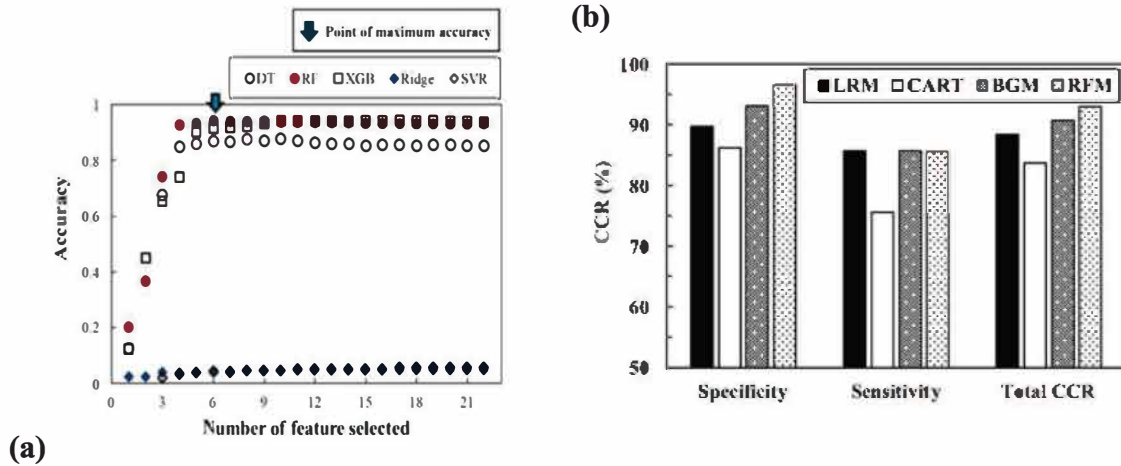 Point of maximum accuracy
DT RF XGB Ridge SVR
1
0.8
0.6
0.4
0.2
0
Accuracy
0 3 6 9 12 15 18 21
Number of feature selected
(a)
(b)
LRM CART BGM RFM
100
90
80
70
60
50
CCR (%)
Specificity Sensitivity Total CCR